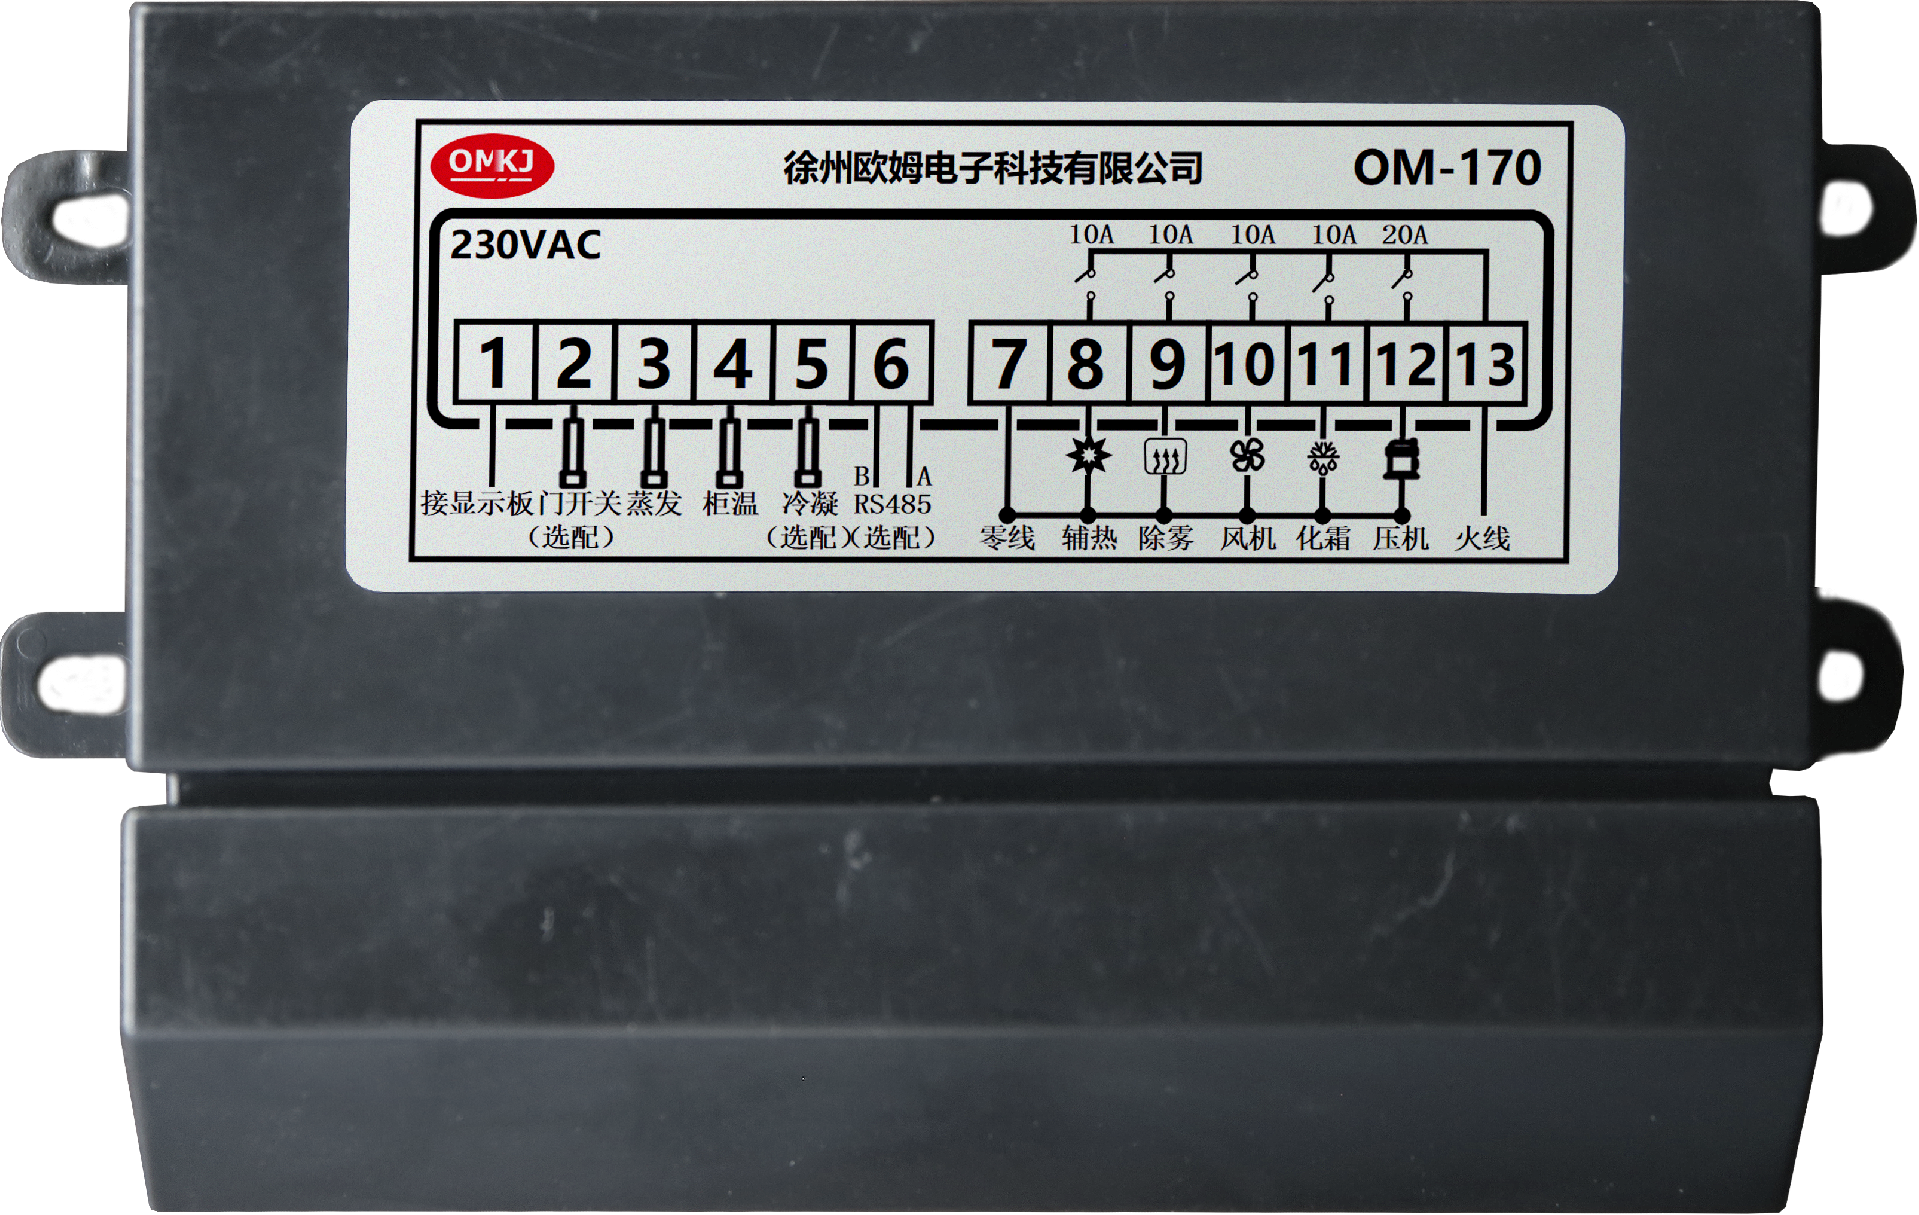 OMKJ 徐州欧姆电子科技有限公司 OM-170
230VAC 10A 10A 10A 10A 20A
1 2 3 4 5 6 7 8 9 10 11 12 13
B A
接显示板 门开关 蒸发 柜温 冷凝 RS485
(选配) (选配) (选配) 零线 辅热 除雾 风机 化霜 压机 火线